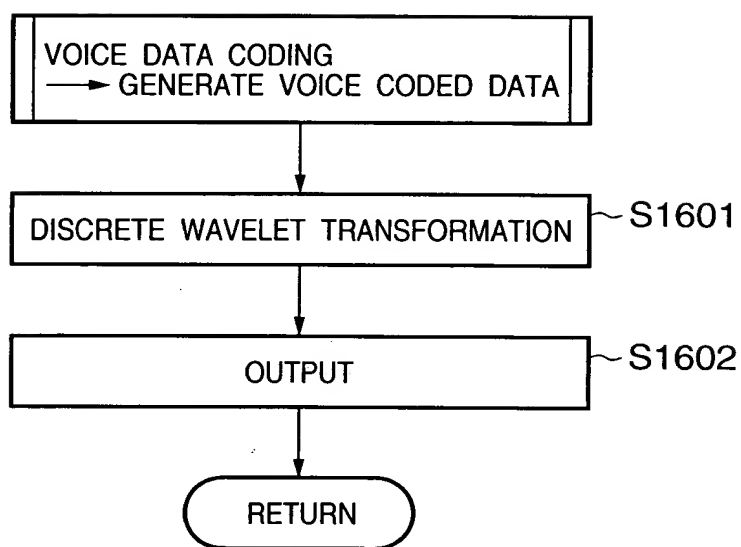 VOICE DATA CODING
→ GENERATE VOICE CODED DATA
DISCRETE WAVELET TRANSFORMATION
S1601
OUTPUT
S1602
RETURN